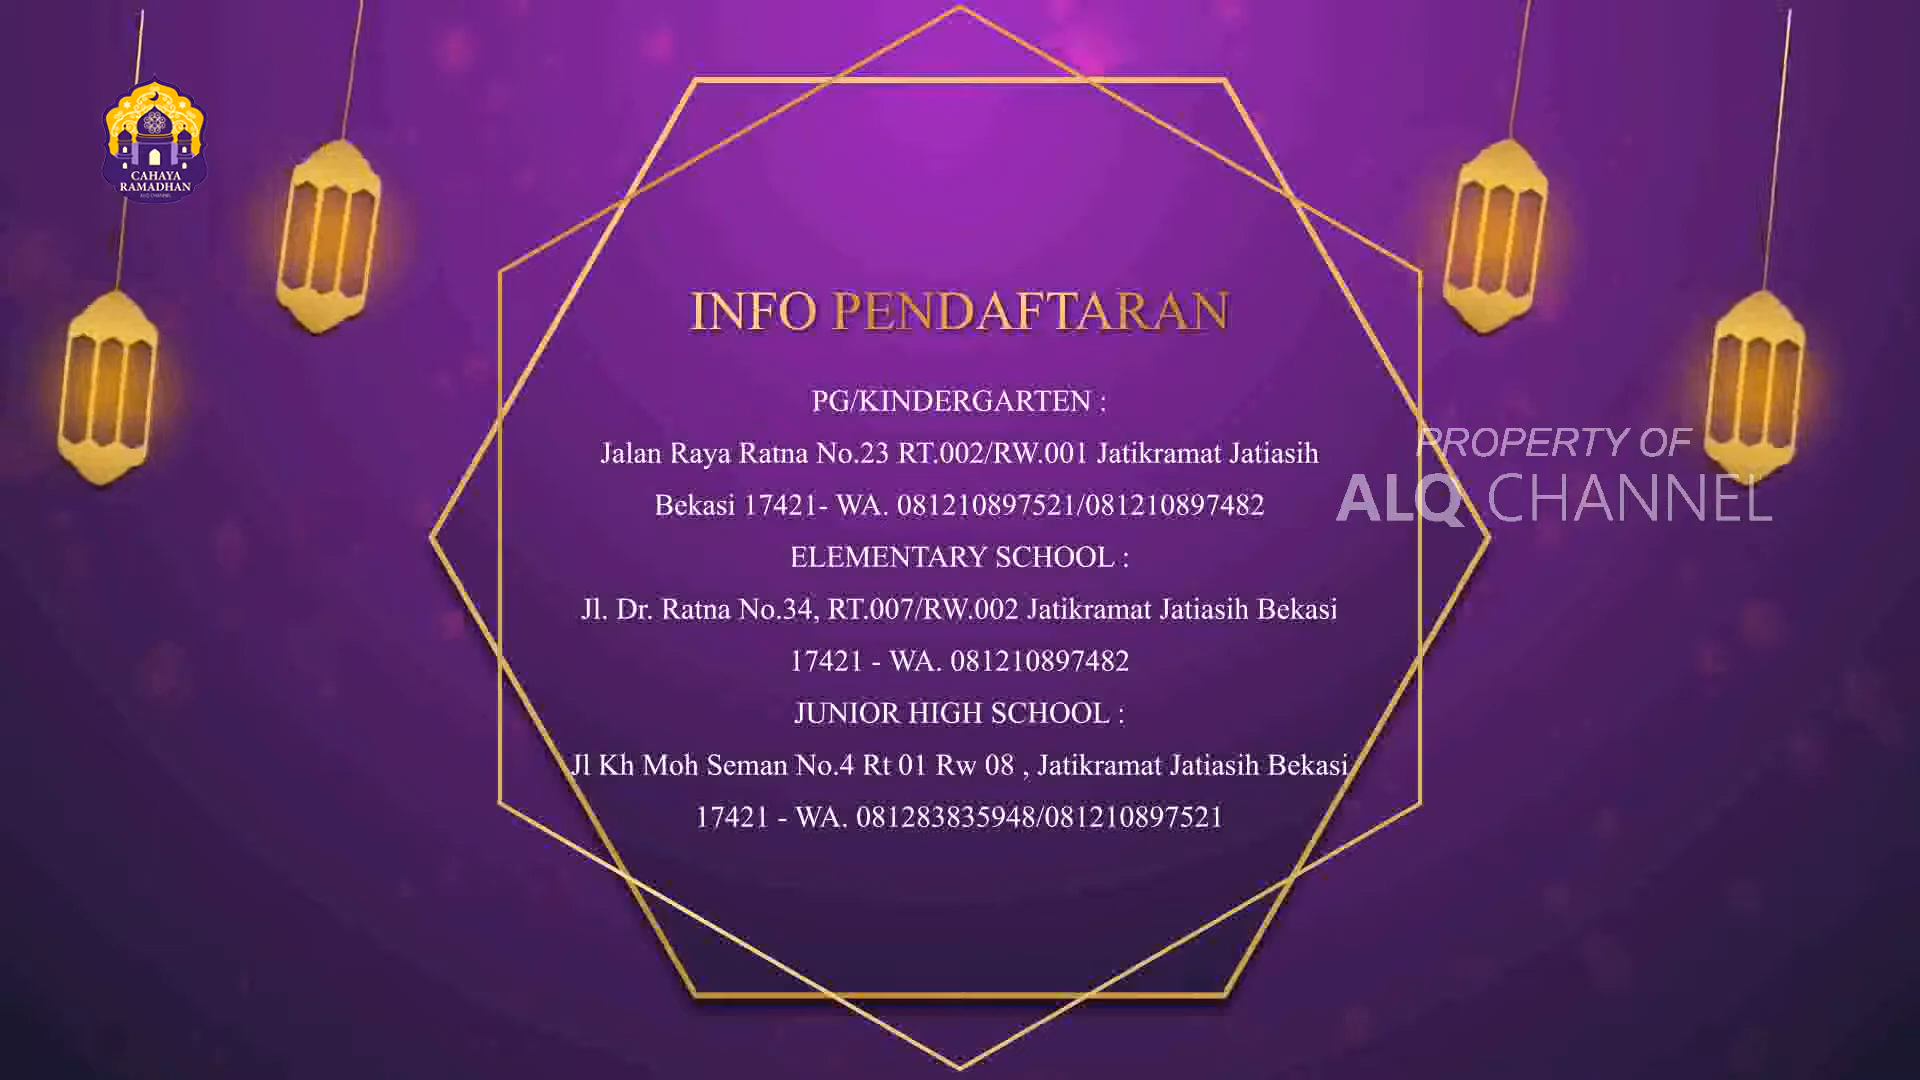 CAHAYA
RAMADHAN
ALQ CHANNEL
INFO PENDAFTARAN
PG/KINDERGARTEN :
Jalan Raya Ratna No.23 RT.002/RW.001 Jatikramat Jatiasih
Bekasi 17421- WA. 081210897521/081210897482
ELEMENTARY SCHOOL :
Jl. Dr. Ratna No.34, RT.007/RW.002 Jatikramat Jatiasih Bekasi
17421 - WA. 081210897482
JUNIOR HIGH SCHOOL :
Jl Kh Moh Seman No.4 Rt 01 Rw 08 , Jatikramat Jatiasih Bekasi
17421 - WA. 081283835948/081210897521
PROPERTY OF
ALQ CHANNEL